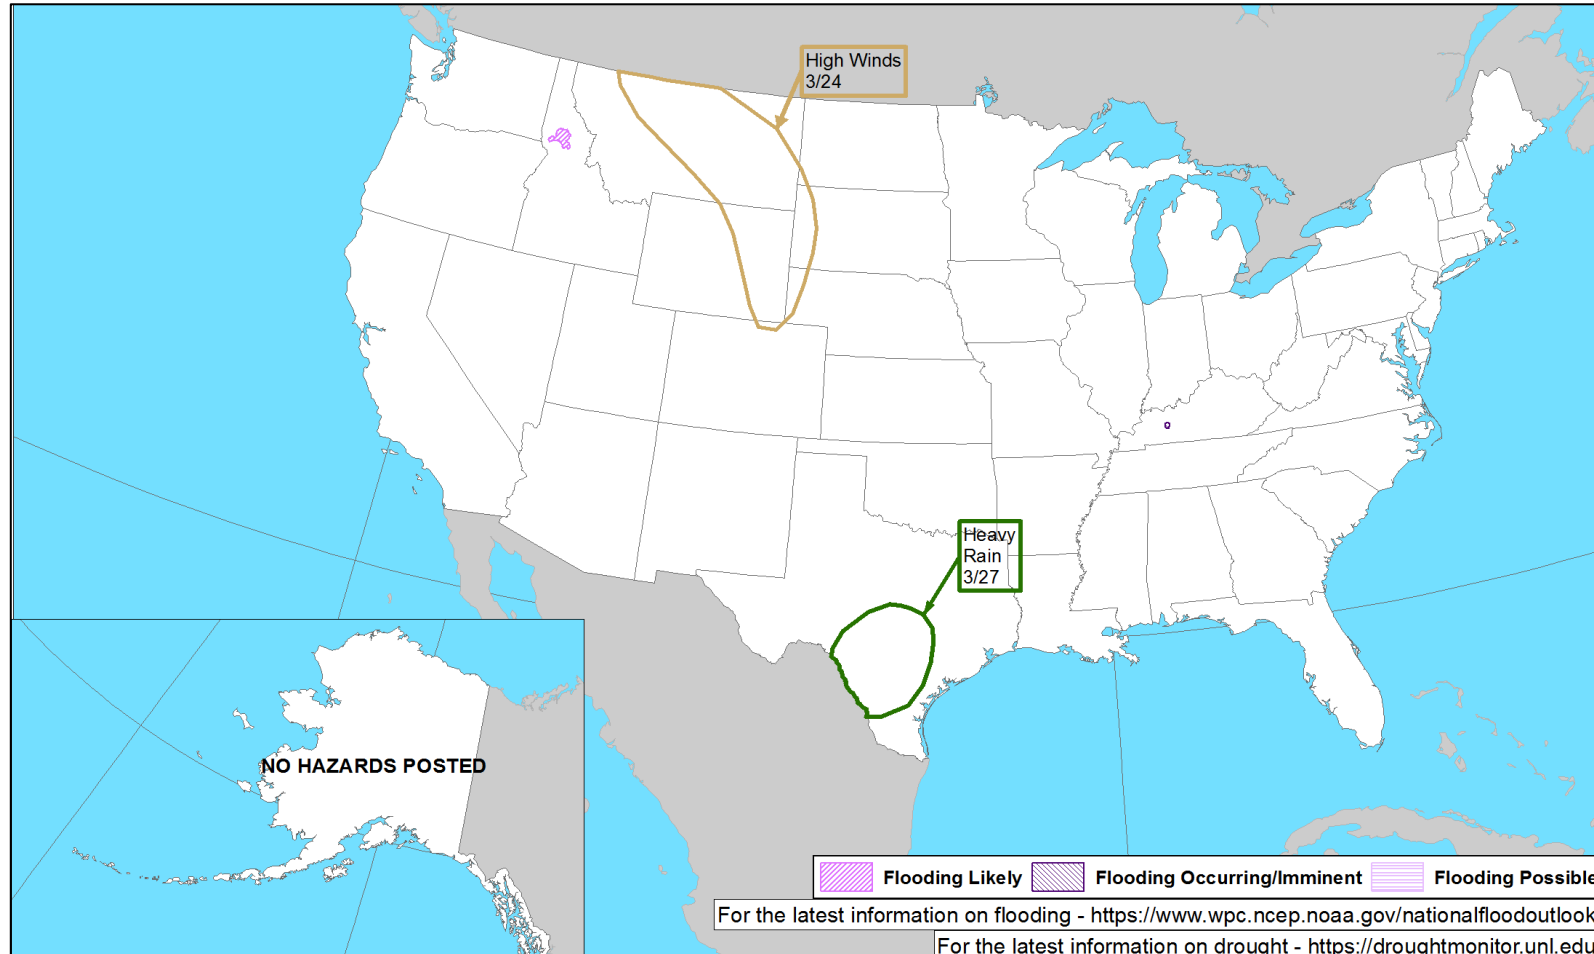 High Winds
3/24
Heavy
Rain
3/27
NO HAZARDS POSTED
Flooding Likely
Flooding Occurring/Imminent
Flooding Possible
For the latest information on flooding - https://www.wpc.ncep.noaa.gov/nationalfloodoutlook
For the latest information on drought - https://droughtmonitor.unl.edu